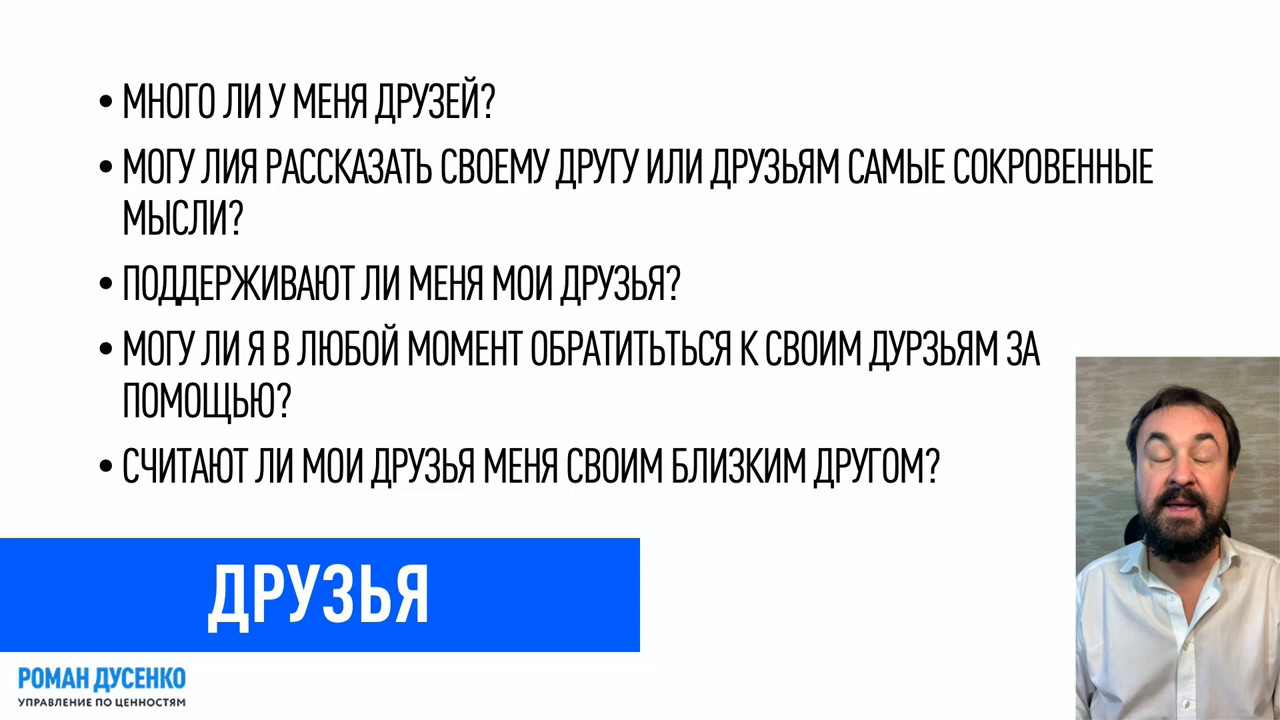 • МНОГО ЛИ У МЕНЯ ДРУЗЕЙ?
• МОГУ ЛИЯ РАССКАЗАТЬ СВОЕМУ ДРУГУ ИЛИ ДРУЗЬЯМ САМЫЕ СОКРОВЕННЫЕ
МЫСЛИ?
• ПОДДЕРЖИВАЮТ ЛИ МЕНЯ МОИ ДРУЗЬЯ?
• МОГУ ЛИ Я В ЛЮБОЙ МОМЕНТ ОБРАТИТЬТЬСЯ К СВОИМ ДУРЗЬЯМ ЗА
ПОМОЩЬЮ?
• СЧИТАЮТ ЛИ МОИ ДРУЗЬЯ МЕНЯ СВОИМ БЛИЗКИМ ДРУГОМ?
ДРУЗЬЯ
РОМАН ДУСЕНКО
УПРАВЛЕНИЕ ПО ЦЕННОСТЯМ